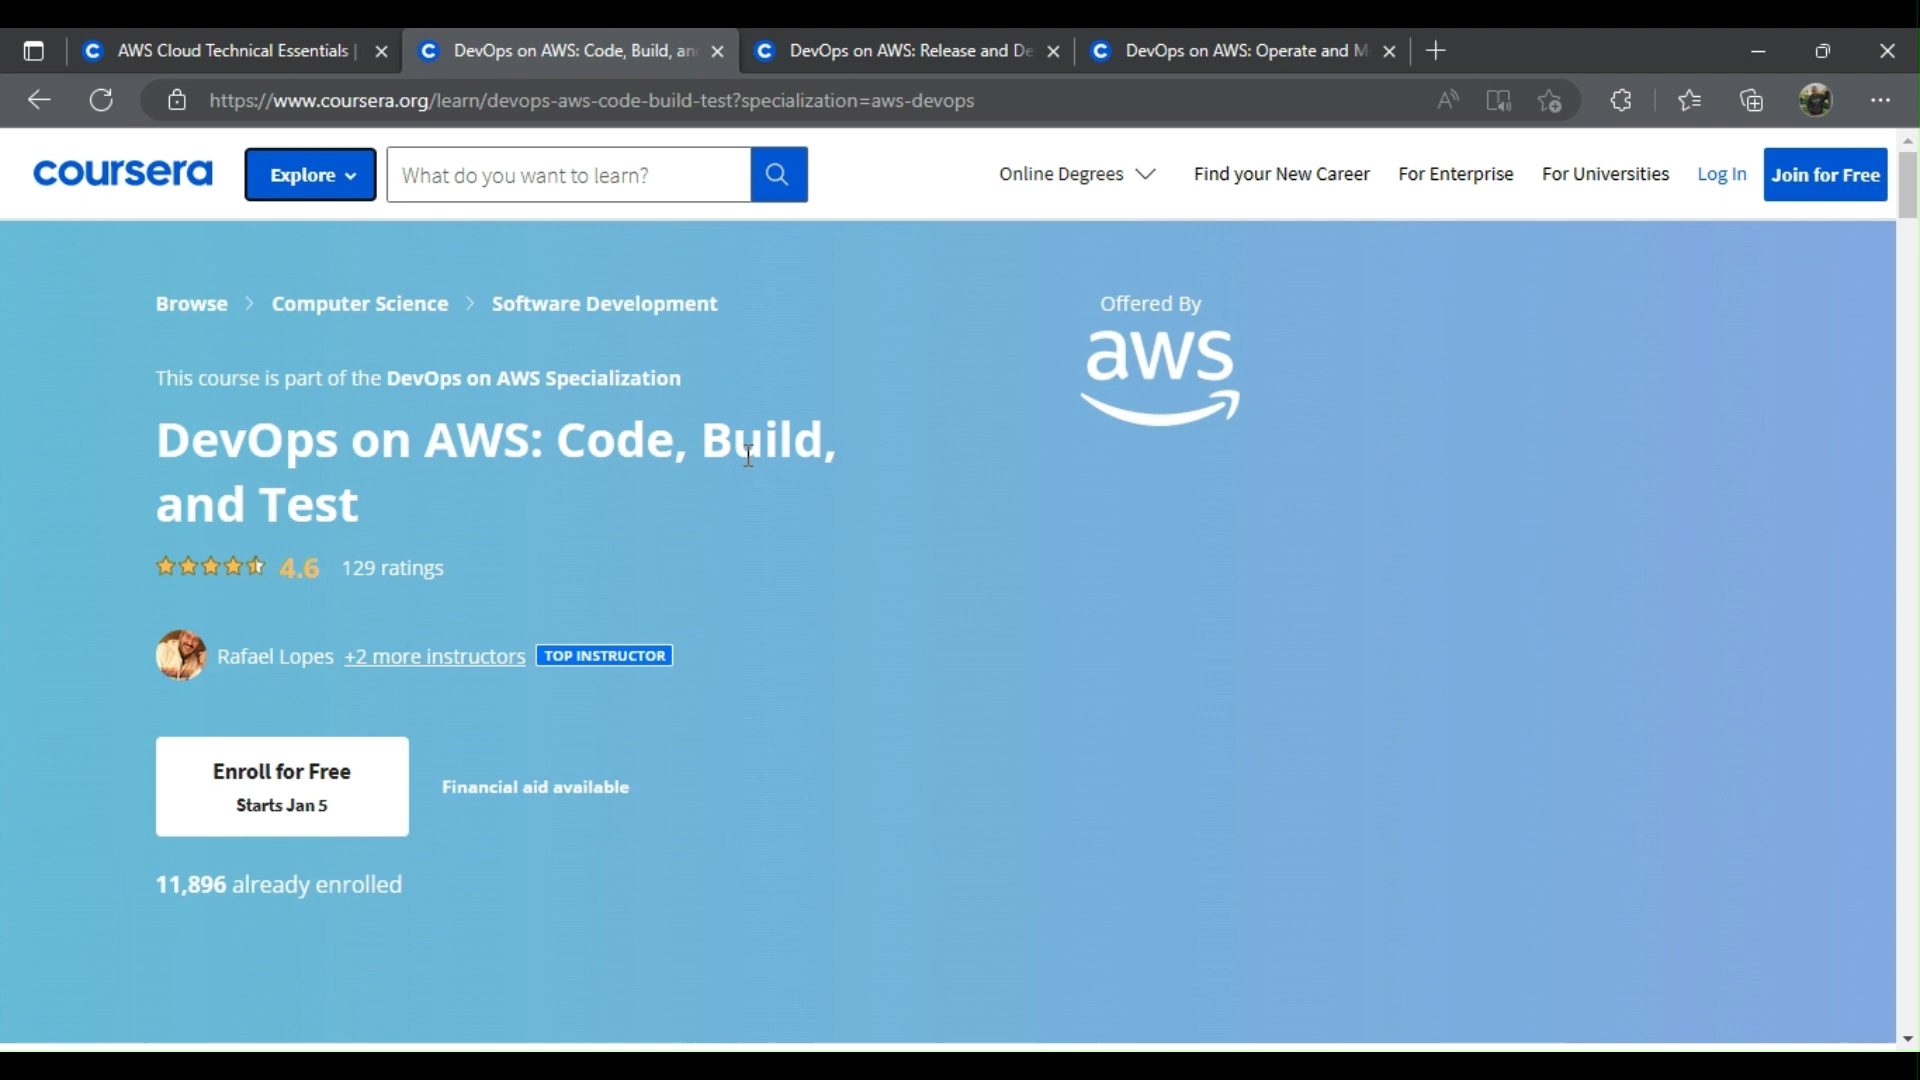 AWS Cloud Technical Essentials |
DevOps on AWS: Code, Build, an
DevOps on AWS: Release and De
DevOps on AWS: Operate and M
https://www.coursera.org/learn/devops-aws-code-build-test?specialization=aws-devops
coursera
Explore
What do you want to learn?
Online Degrees
Find your New Career
For Enterprise
For Universities
Log In
Join for Free
Browse > Computer Science > Software Development
Offered By
aws
This course is part of the DevOps on AWS Specialization
DevOps on AWS: Code, Build,
and Test
4.6 129 ratings
Rafael Lopes +2 more instructors TOP INSTRUCTOR
Enroll for Free
Starts Jan 5
Financial aid available
11,896 already enrolled